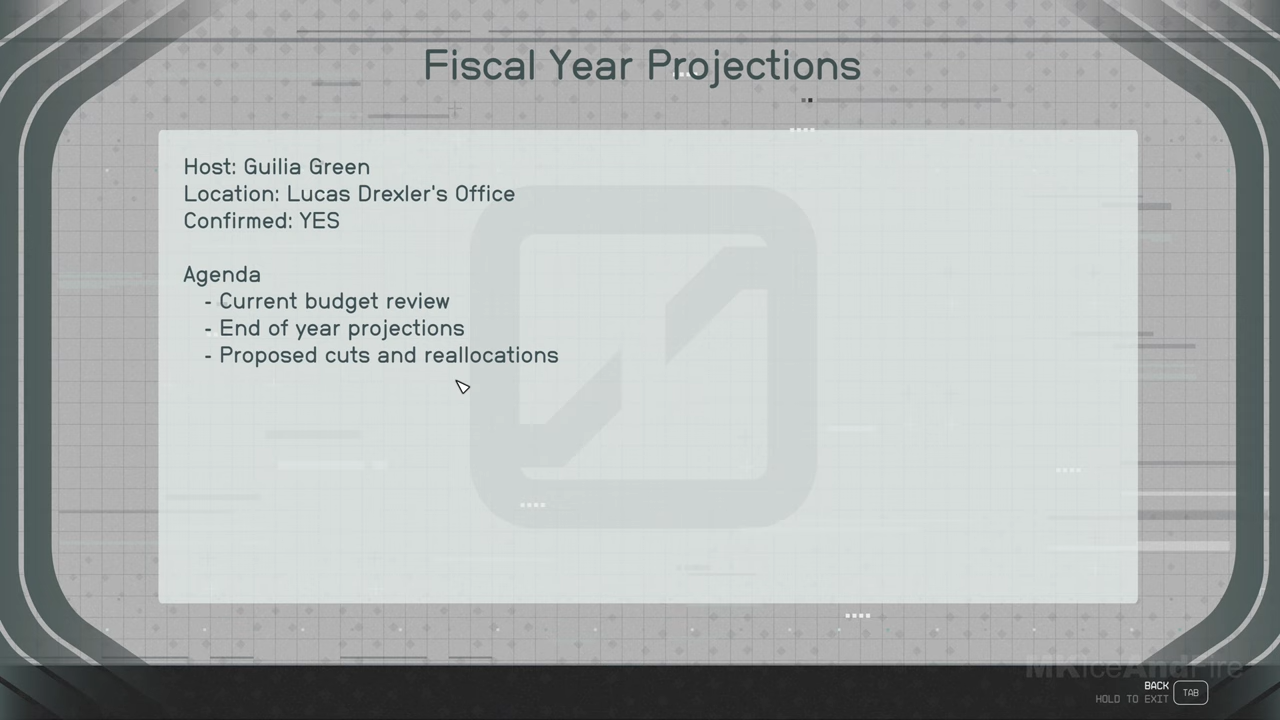 Fiscal Year Projections
Host: Guilia Green
Location: Lucas Drexler's Office
Confirmed: YES
Agenda
- Current budget review
- End of year projections
- Proposed cuts and reallocations
MKIceAndFire
BACK
HOLD TO EXIT
TAB